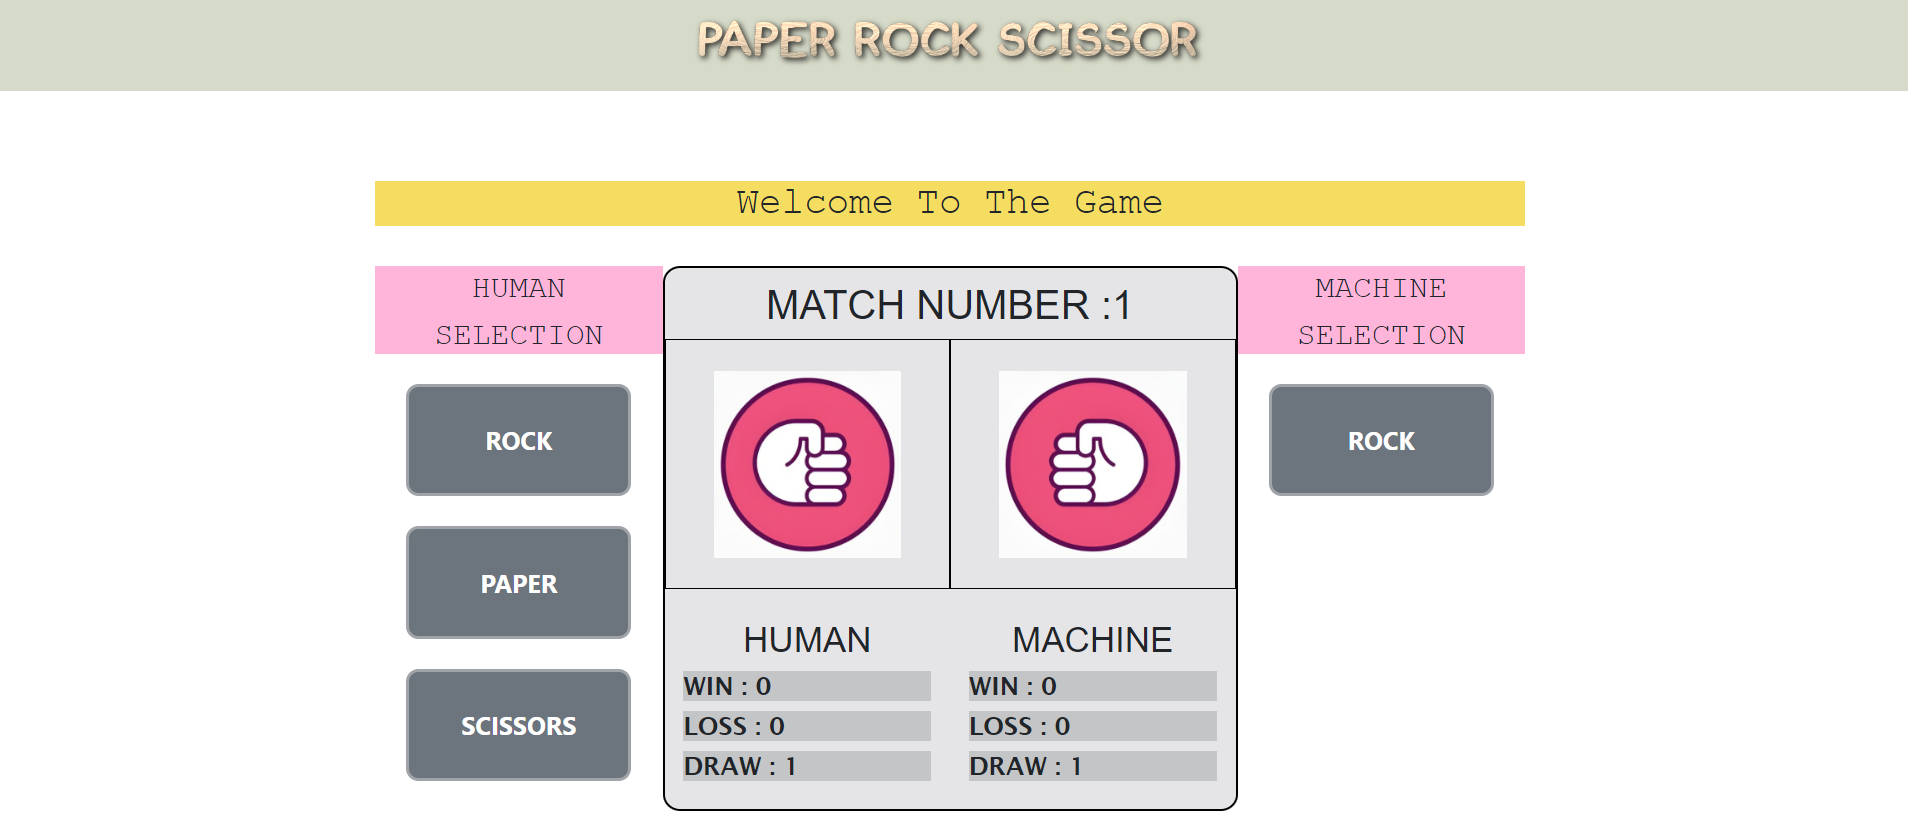 PAPER ROCK SCISSOR
Welcome To The Game
HUMAN
SELECTION
ROCK
PAPER
SCISSORS
MATCH NUMBER :1
HUMAN
WIN : 0
LOSS : 0
DRAW : 1
MACHINE
WIN : 0
LOSS : 0
DRAW : 1
MACHINE
SELECTION
ROCK